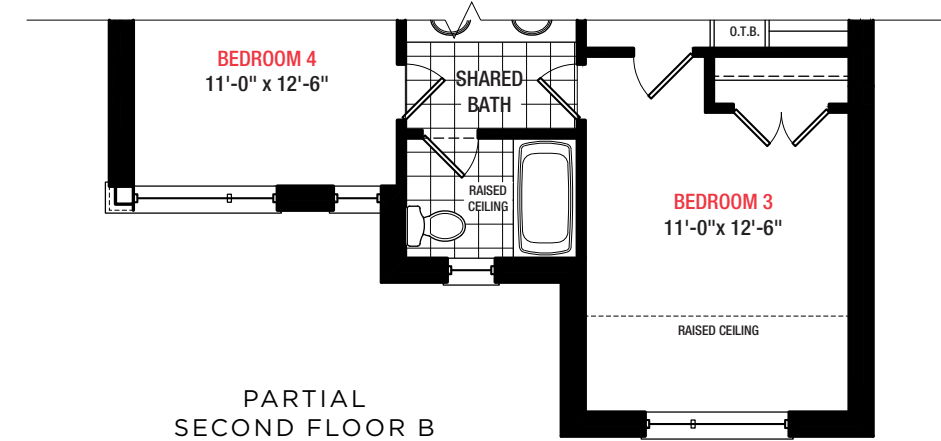 O.T.B.
BEDROOM 4
11'-0" x 12'-6"
SHARED
BATH
RAISED
CEILING
BEDROOM 3
11'-0"x 12'-6"
RAISED CEILING
PARTIAL
SECOND FLOOR B